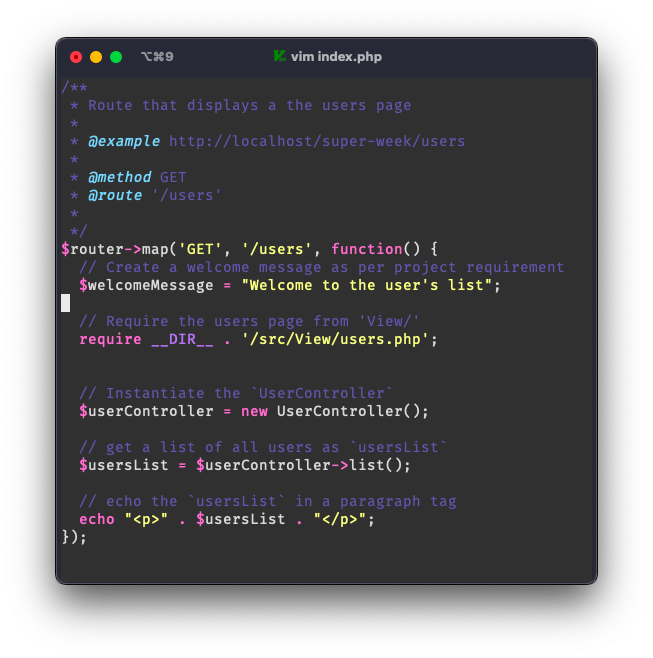 ⌥⌘9 vim index.php
/**
 * Route that displays a the users page
 *
 * @example http://localhost/super-week/users
 *
 * @method GET
 * @route '/users'
 *
 */
$router->map('GET', '/users', function() {
  // Create a welcome message as per project requirement
  $welcomeMessage = "Welcome to the user's list";

  // Require the users page from 'View/'
  require __DIR__ . '/src/View/users.php';


  // Instantiate the `UserController`
  $userController = new UserController();

  // get a list of all users as `usersList`
  $usersList = $userController->list();

  // echo the `usersList` in a paragraph tag
  echo "<p>" . $usersList . "</p>";
});